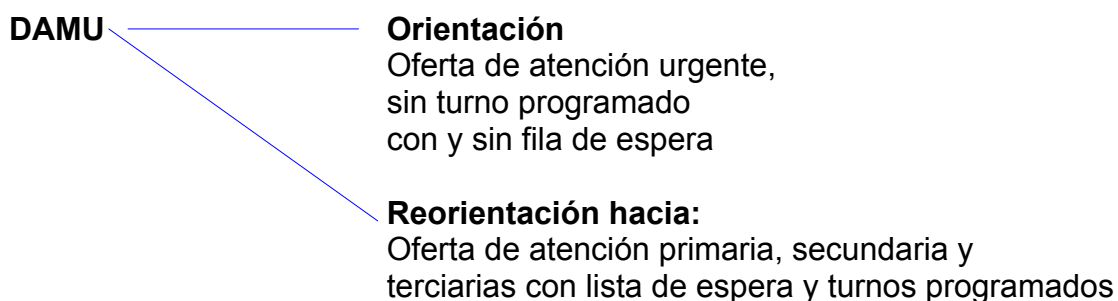 DAMU
Orientación
Oferta de atención urgente,
sin turno programado
con y sin fila de espera
Reorientación hacia:
Oferta de atención primaria, secundaria y
terciarias con lista de espera y turnos programados